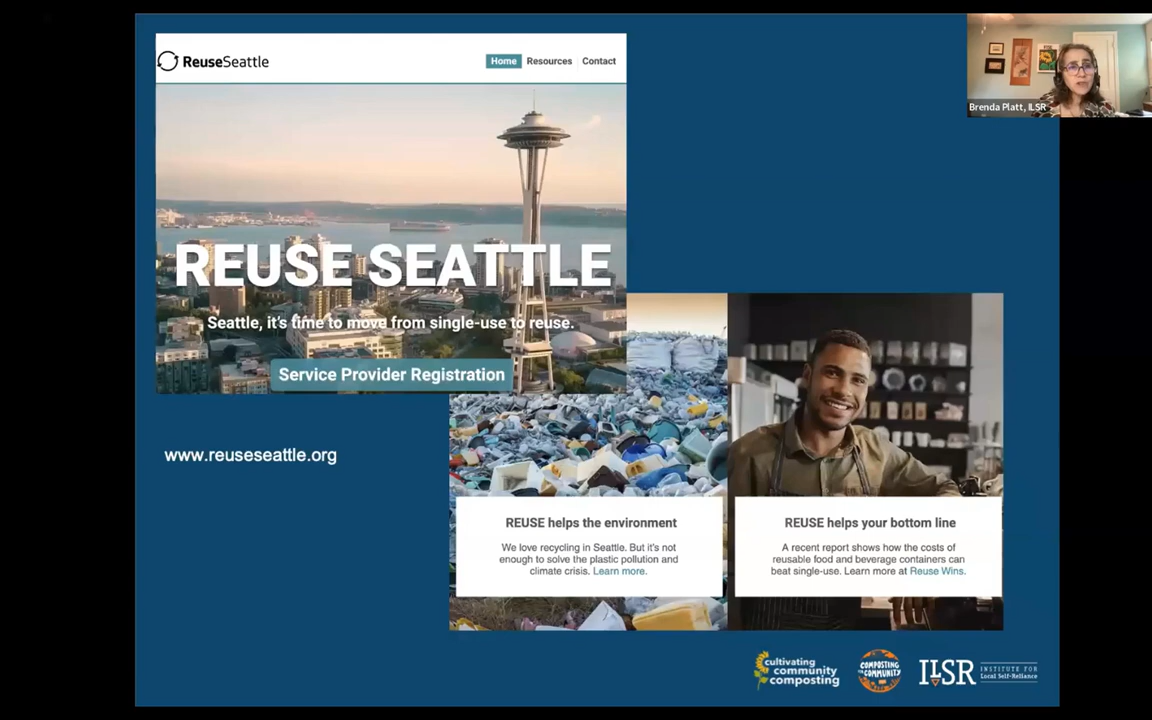 ReuseSeattle
Home Resources Contact
REUSE SEATTLE
Seattle, it's time to move from single-use to reuse.
Service Provider Registration
Brenda Platt, ILSR
www.reuseseattle.org
REUSE helps the environment
We love recycling in Seattle. But it's not
enough to solve the plastic pollution and
climate crisis. Learn more.
REUSE helps your bottom line
A recent report shows how the costs of
reusable food and beverage containers can
beat single-use. Learn more at Reuse Wins.
cultivating
community
composting
COMPOSTING
COMMUNITY
ILSR
INSTITUTE FOR
Local Self-Reliance